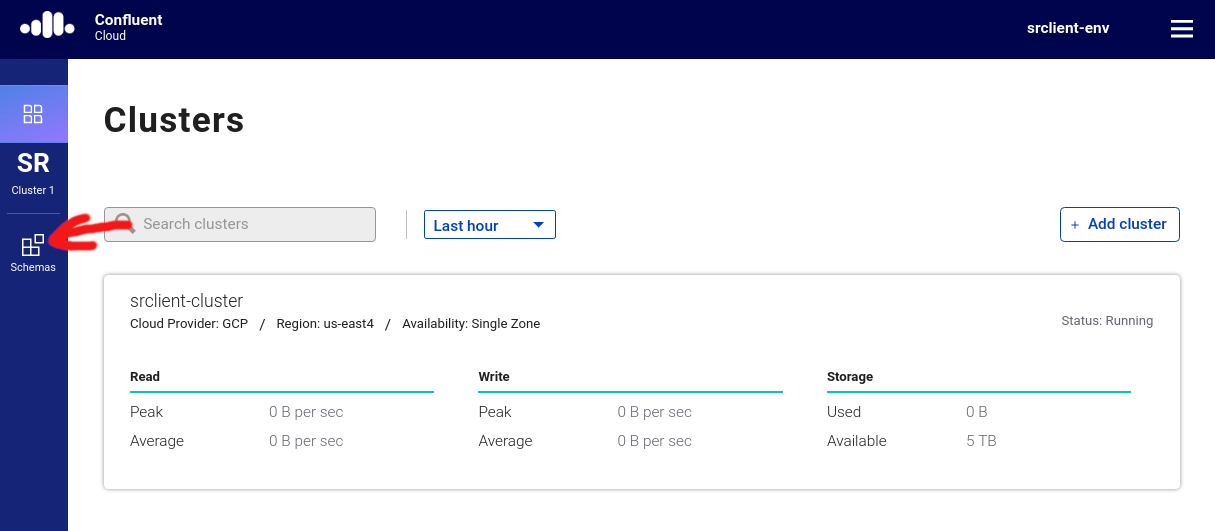 Confluent
Cloud
srclient-env
SR
Cluster 1
Schemas
Clusters
Search clusters
Last hour
+ Add cluster
srclient-cluster
Cloud Provider: GCP / Region: us-east4 / Availability: Single Zone
Status: Running
Read Write Storage
Peak 0 B per sec Peak 0 B per sec Used 0 B
Average 0 B per sec Average 0 B per sec Available 5 TB